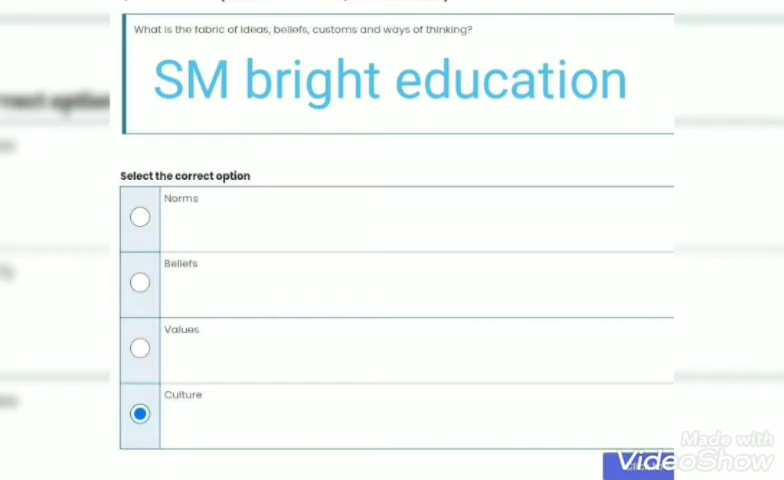 What is the fabric of ideas, beliefs, customs and ways of thinking?
SM bright education
Select the correct option
Norms
Beliefs
Values
Culture
Made with
VideoShow